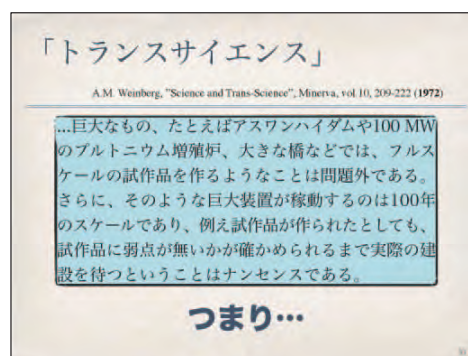 「トランスサイエンス」
A.M. Weinberg, "Science and Trans-Science", Minerva, vol 10, 209-222 (1972)
...巨大なもの、たとえばアスワンハイダムや100 MW
のプルトニウム増殖炉、大きな橋などでは、フルス
ケールの試作品を作るようなことは問題外である。
さらに、そのような巨大装置が稼動するのは100年
のスケールであり、例え試作品が作られたとしても、
試作品に弱点が無いかが確かめられるまで実際の建
設を待つということはナンセンスである。
つまり…